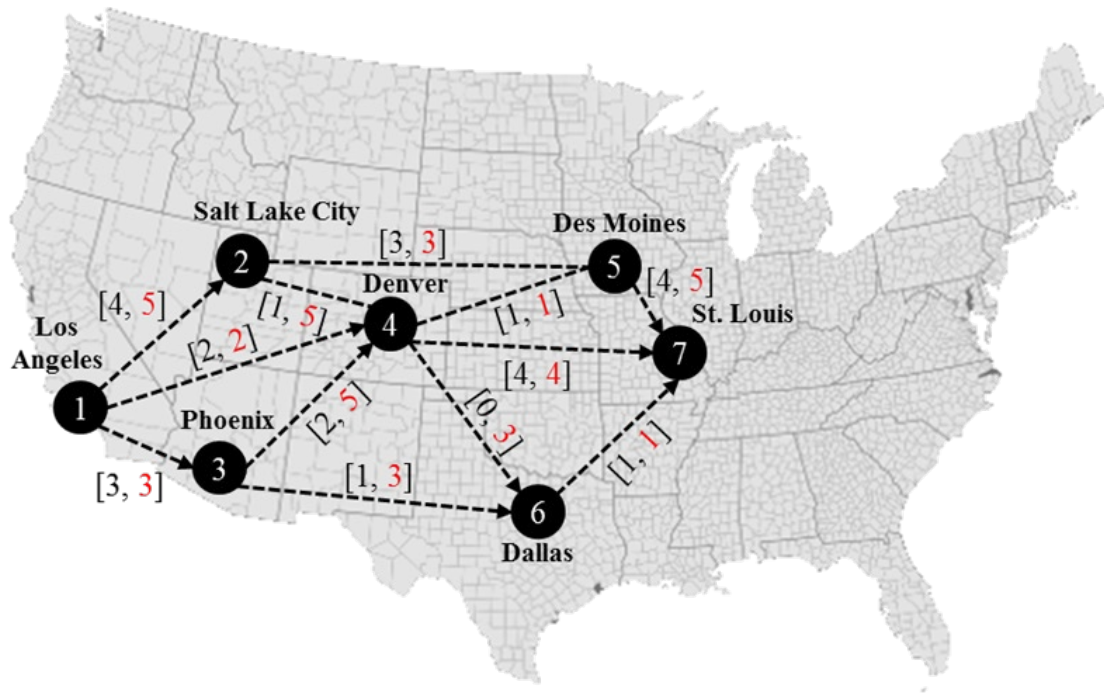 Salt Lake City
Des Moines
2
[3, 3]
5
Denver
[4, 5]
[1, 5]
[4, 5]
4
[1, 1]
St. Louis
Los
Angeles
[2, 2]
7
[4, 4]
1
Phoenix
[2, 5]
[0, 3]
3
[1, 3]
[1, 1]
[3, 3]
6
Dallas